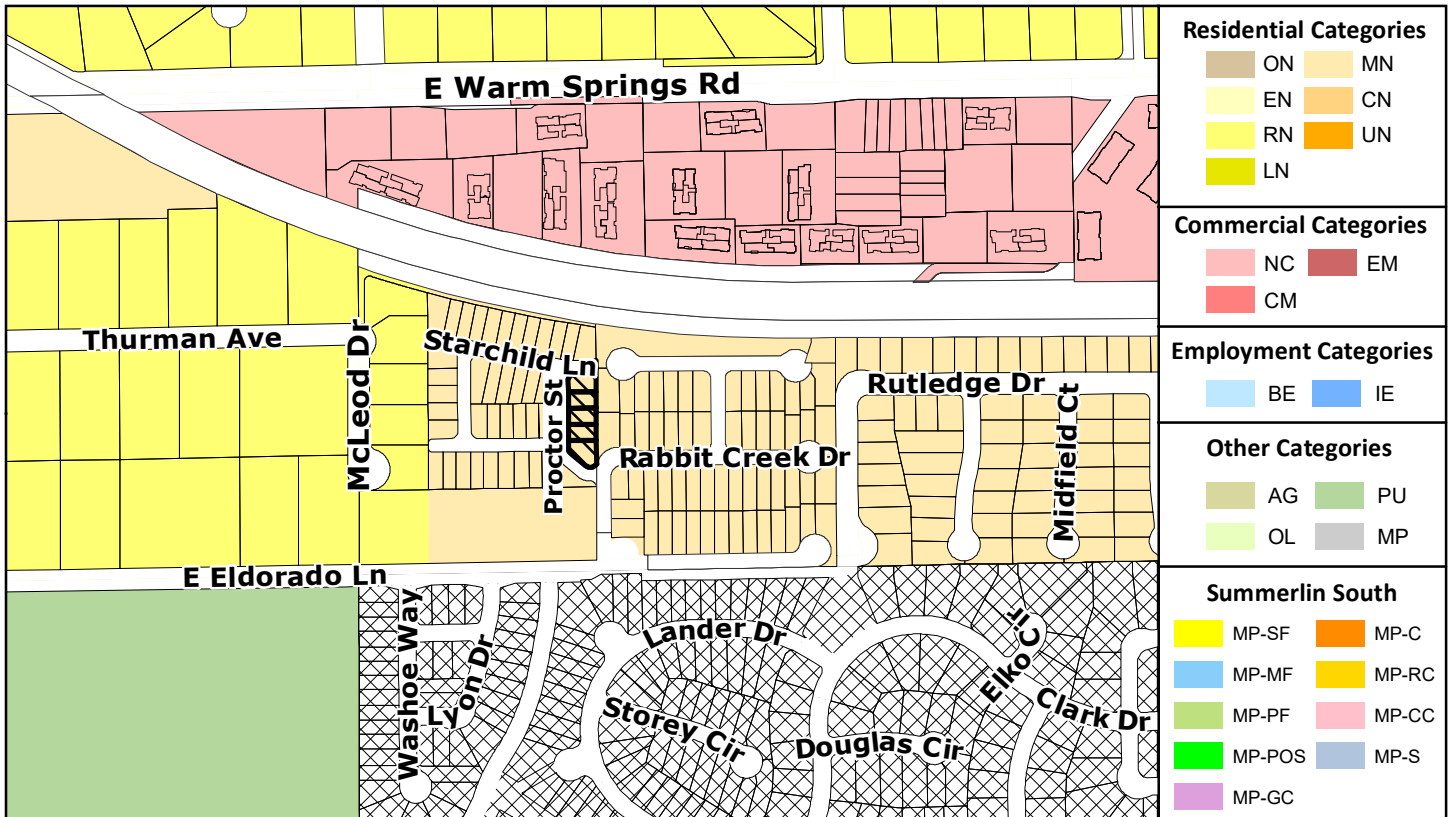 E Warm Springs Rd
Thurman Ave
McLeod Dr
Starchild Ln
Proctor St
Rabbit Creek Dr
Rutledge Dr
Midfield Ct
E Eldorado Ln
Washoe Way
Lyon Dr
Lander Dr
Storey Cir
Douglas Cir
Elko Cir
Clark Dr
Residential Categories
ON MN
EN CN
RN UN
LN
Commercial Categories
NC EM
CM
Employment Categories
BE IE
Other Categories
AG PU
OL MP
Summerlin South
MP-SF MP-C
MP-MF MP-RC
MP-PF MP-CC
MP-POS MP-S
MP-GC